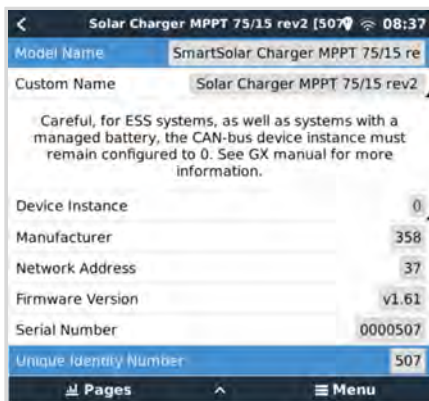 Solar Charger MPPT 75/15 rev2 [507 08:37
Model Name SmartSolar Charger MPPT 75/15 re
Custom Name Solar Charger MPPT 75/15 rev2
Careful, for ESS systems, as well as systems with a
managed battery, the CAN-bus device instance must
remain configured to 0. See GX manual for more
information.
Device Instance 0
Manufacturer 358
Network Address 37
Firmware Version v1.61
Serial Number 0000507
Unique Identity Number 507
Pages Menu